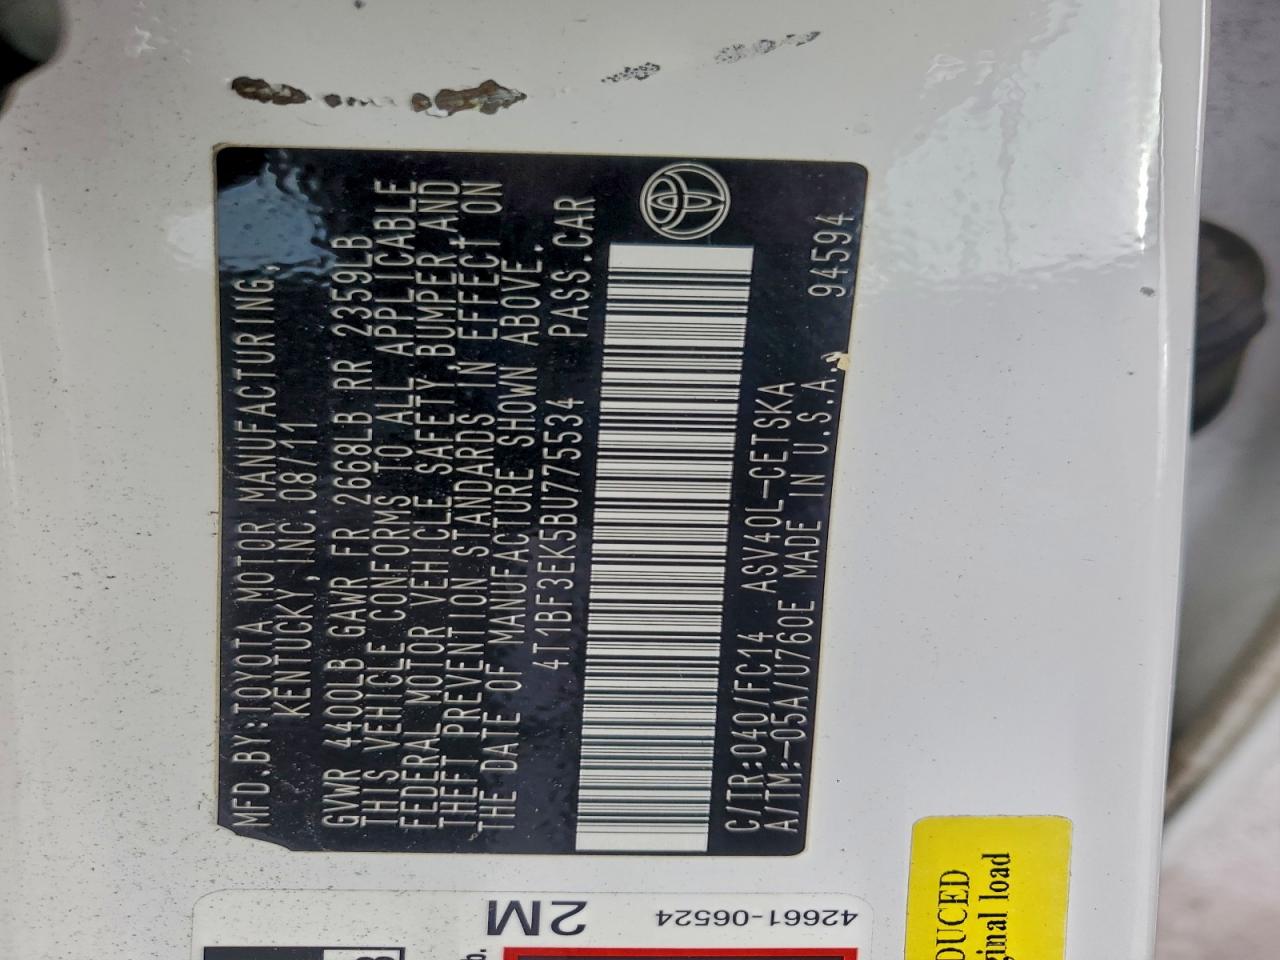 MFD.BY:TOYOTA MOTOR MANUFACTURING,
KENTUCKY,INC.08/11
GVWR 4400LB GAWR FR 2668LB RR 2359LB
THIS VEHICLE CONFORMS TO ALL APPLICABLE
FEDERAL MOTOR VEHICLE SAFETY,BUMPER,AND
THEFT PREVENTION STANDARDS IN EFFECT ON
THE DATE OF MANUFACTURE SHOWN ABOVE.
4T1BF3EK5BU775534 PASS.CAR
C/TR:040/FC14 ASV40L-CETSKA
A/TM:-05A/U760E MADE IN U.S.A. 94594
42661-06524
2M